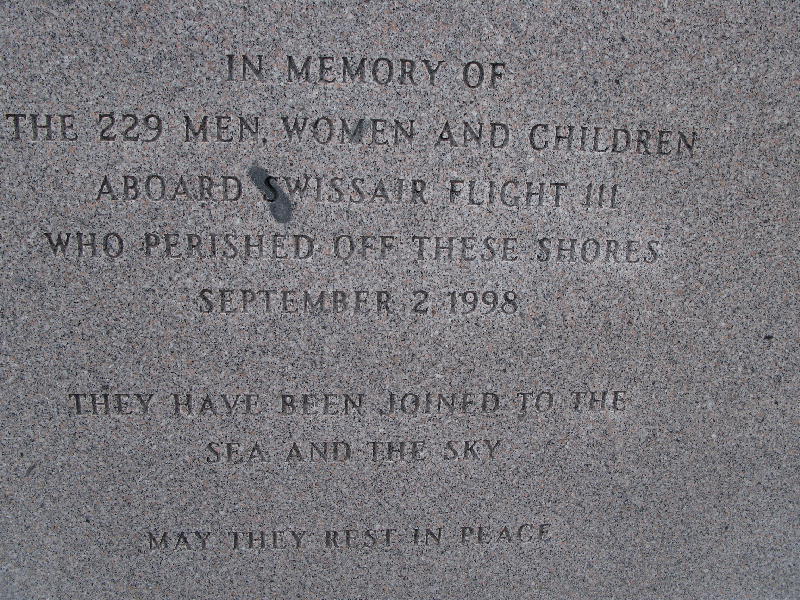 IN MEMORY OF
THE 229 MEN, WOMEN AND CHILDREN
ABOARD SWISSAIR FLIGHT 111
WHO PERISHED OFF THESE SHORES
SEPTEMBER 2, 1998
THEY HAVE BEEN JOINED TO THE
SEA AND THE SKY
MAY THEY REST IN PEACE